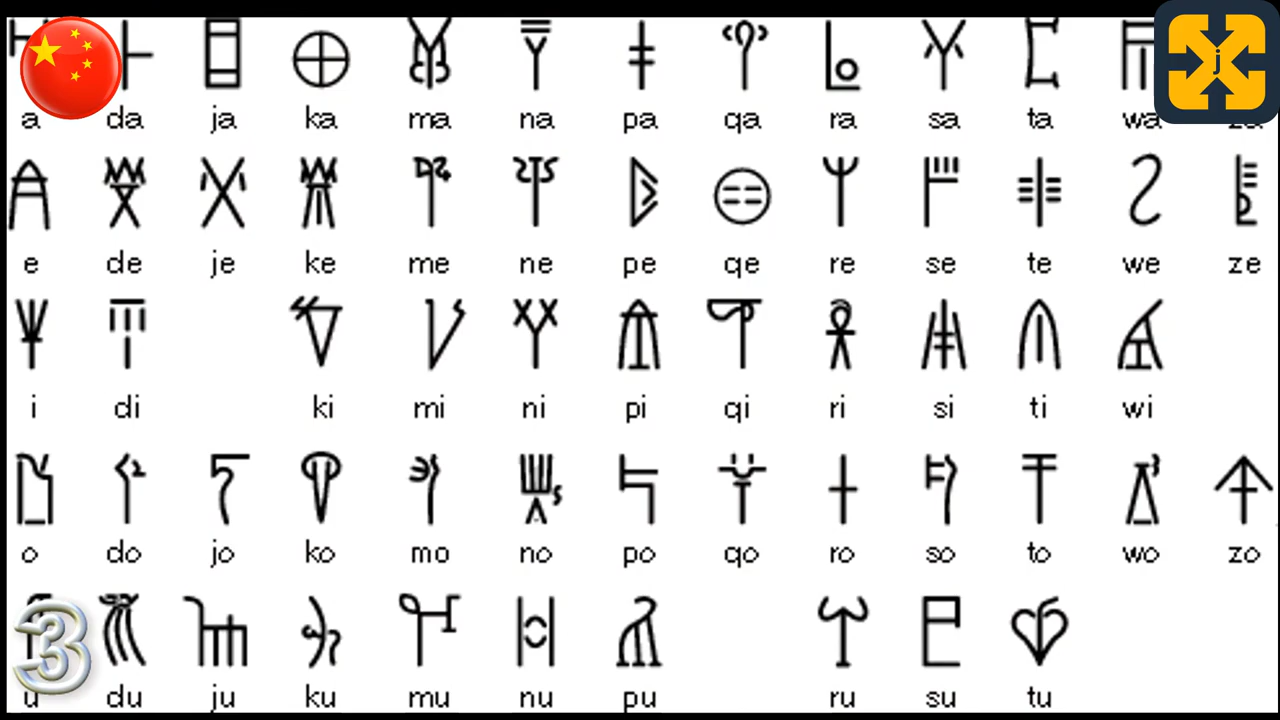 𐀀 𐀅 𐀊 𐀏 𐀔 𐀙 𐀞 𐀣 𐀨 𐀭 𐀲 𐀷
j
a da ja ka ma na pa qa ra sa ta wa za
𐀁 𐀆 𐀋 𐀐 𐀕 𐀚 𐀟 𐀤 𐀩 𐀮 𐀳 𐀸 𐀽
e de je ke me ne pe qe re se te we ze
𐀂 𐀇 𐀑 𐀖 𐀛 𐀠 𐀥 𐀪 𐀯 𐀴 𐀹
i di ki mi ni pi qi ri si ti wi
𐀃 𐀈 𐀍 𐀒 𐀗 𐀜 𐀡 𐀦 𐀫 𐀰 𐀵 𐀺 𐀿
o do jo ko mo no po qo ro so to wo zo
𐀄 𐀉 𐀎 𐀓 𐀘 𐀝 𐀢 𐀬 𐀱 𐀶
3
u du ju ku mu nu pu ru su tu